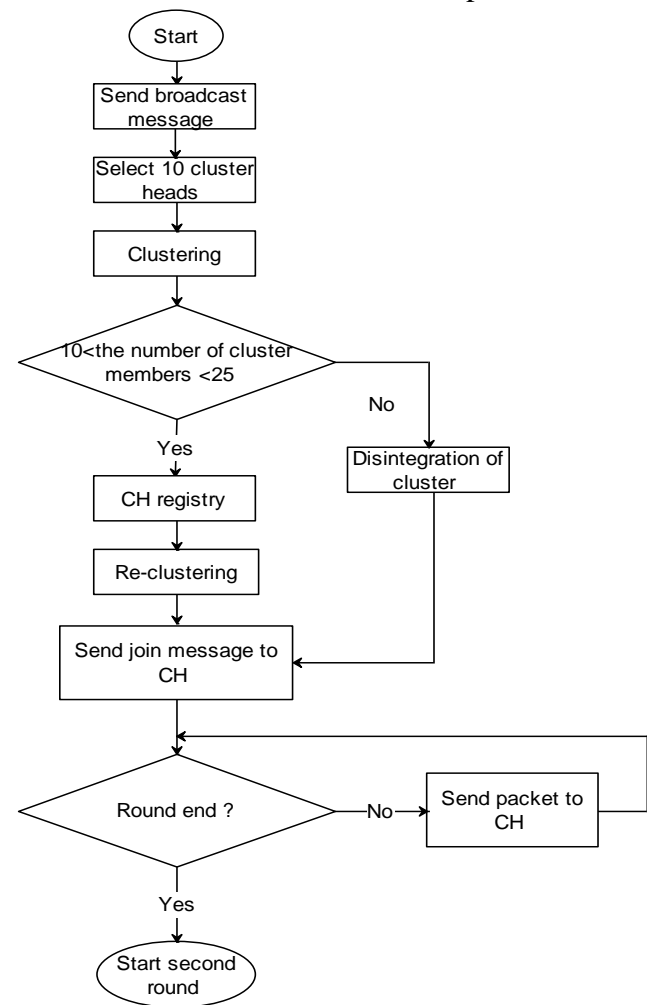 Start
Send broadcast
message
Select 10 cluster
heads
Clustering
10<the number of cluster
members <25
No
Yes
Disintegration of
cluster
CH registry
Re-clustering
Send join message to
CH
Round end ?
No
Send packet to
CH
Yes
Start second
round